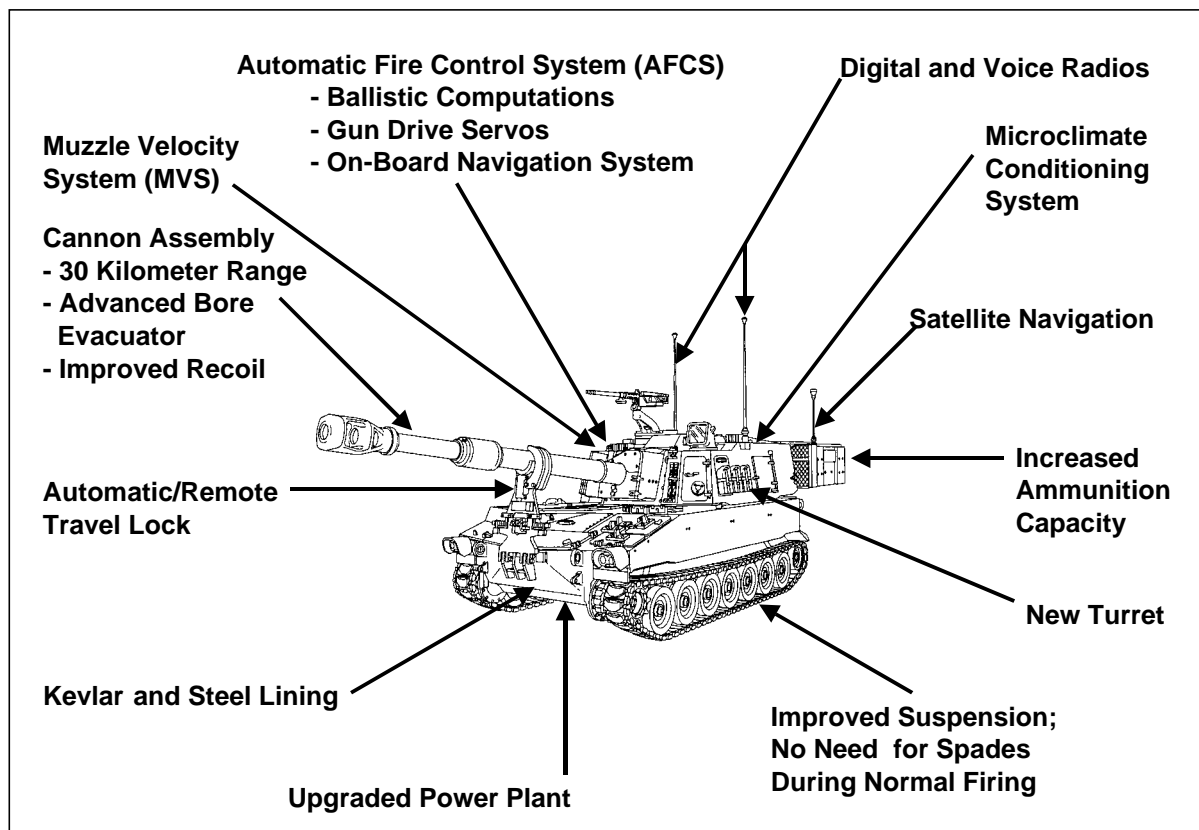 Automatic Fire Control System (AFCS)
- Ballistic Computations
- Gun Drive Servos
- On-Board Navigation System
Digital and Voice Radios
Muzzle Velocity
System (MVS)
Microclimate
Conditioning
System
Cannon Assembly
- 30 Kilometer Range
- Advanced Bore
Evacuator
- Improved Recoil
Satellite Navigation
Automatic/Remote
Travel Lock
Increased
Ammunition
Capacity
New Turret
Kevlar and Steel Lining
Improved Suspension;
No Need for Spades
During Normal Firing
Upgraded Power Plant